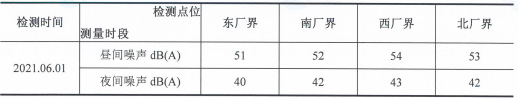 检测时间 检测点位 测量时段 东厂界 南厂界 西厂界 北厂界
2021.06.01 昼间噪声 dB(A) 51 52 54 53
夜间噪声 dB(A) 40 42 43 42